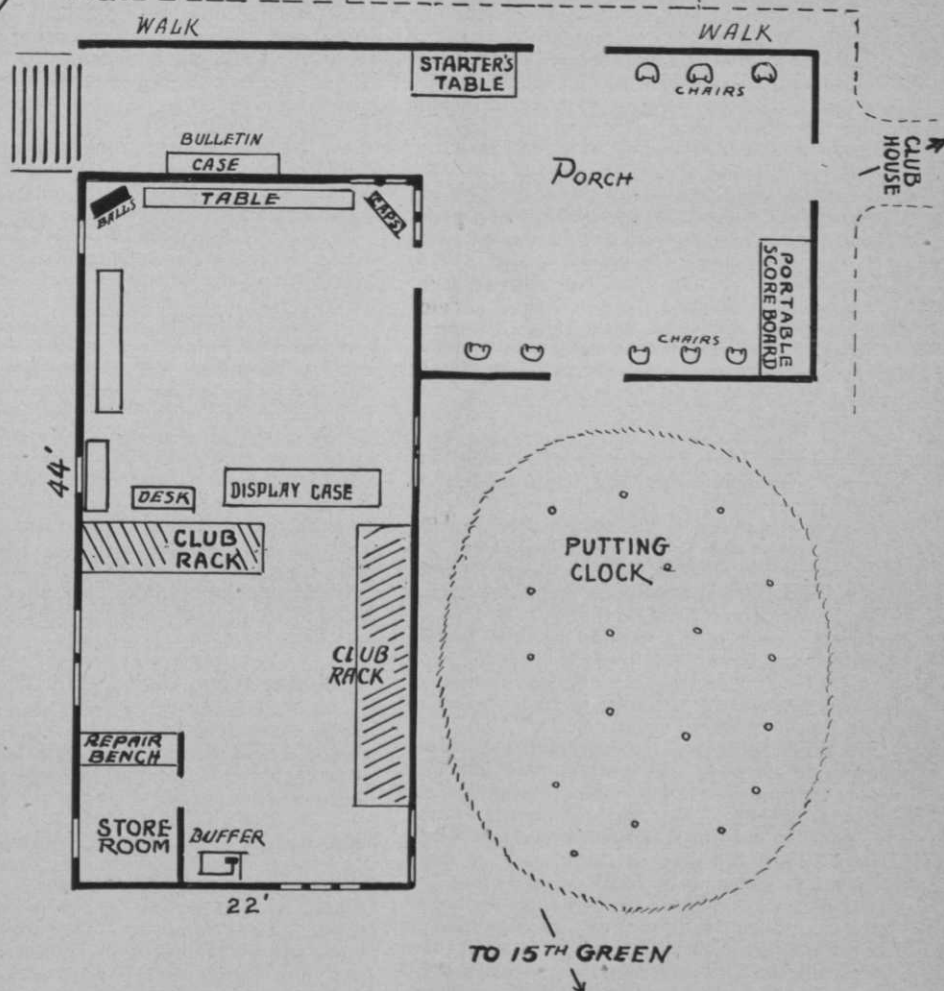 WALK
WALK
STARTER'S
TABLE
CHAIRS
BULLETIN
CASE
PORCH
CLUB
HOUSE
BALLS
TABLE
CAPS
PORTABLE
SCORE BOARD
CHAIRS
44'
DESK
DISPLAY CASE
CLUB
RACK
PUTTING
CLOCK
CLUB
RACK
REPAIR
BENCH
STORE
ROOM
BUFFER
22'
TO 15TH GREEN